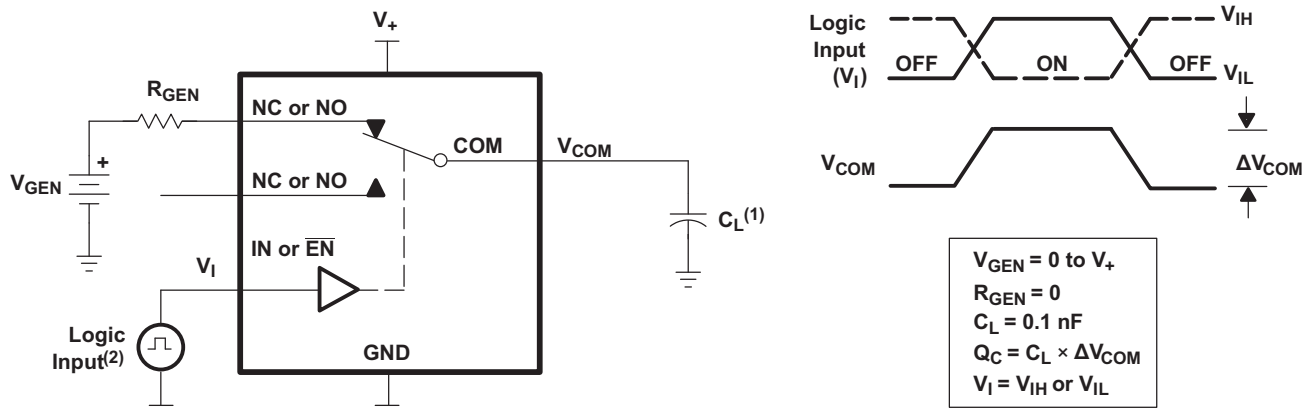 V+
RGEN
NC or NO
COM
VCOM
+
VGEN
NC or NO
CL(1)
IN or EN
VI
Logic
Input(2)
GND
Logic
Input
(VI)
VIH
OFF
ON
OFF
VIL
VCOM
ΔVCOM
VGEN = 0 to V+
RGEN = 0
CL = 0.1 nF
QC = CL × ΔVCOM
VI = VIH or VIL